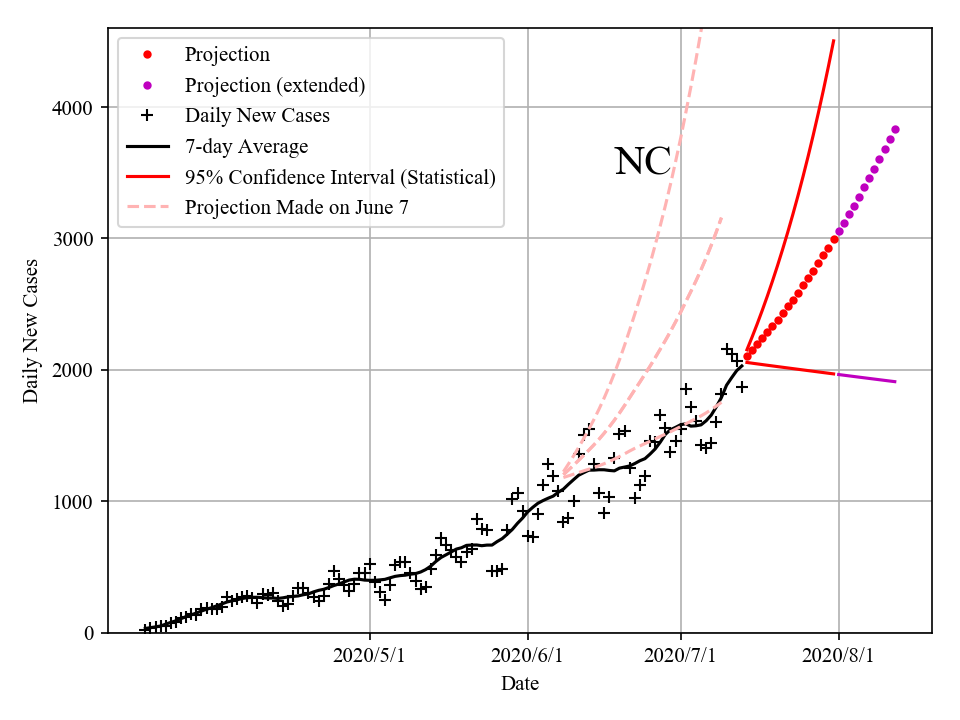 Projection
Projection (extended)
Daily New Cases
7-day Average
95% Confidence Interval (Statistical)
Projection Made on June 7
NC
4000
3000
2000
1000
0
Daily New Cases
2020/5/1 2020/6/1 2020/7/1 2020/8/1
Date